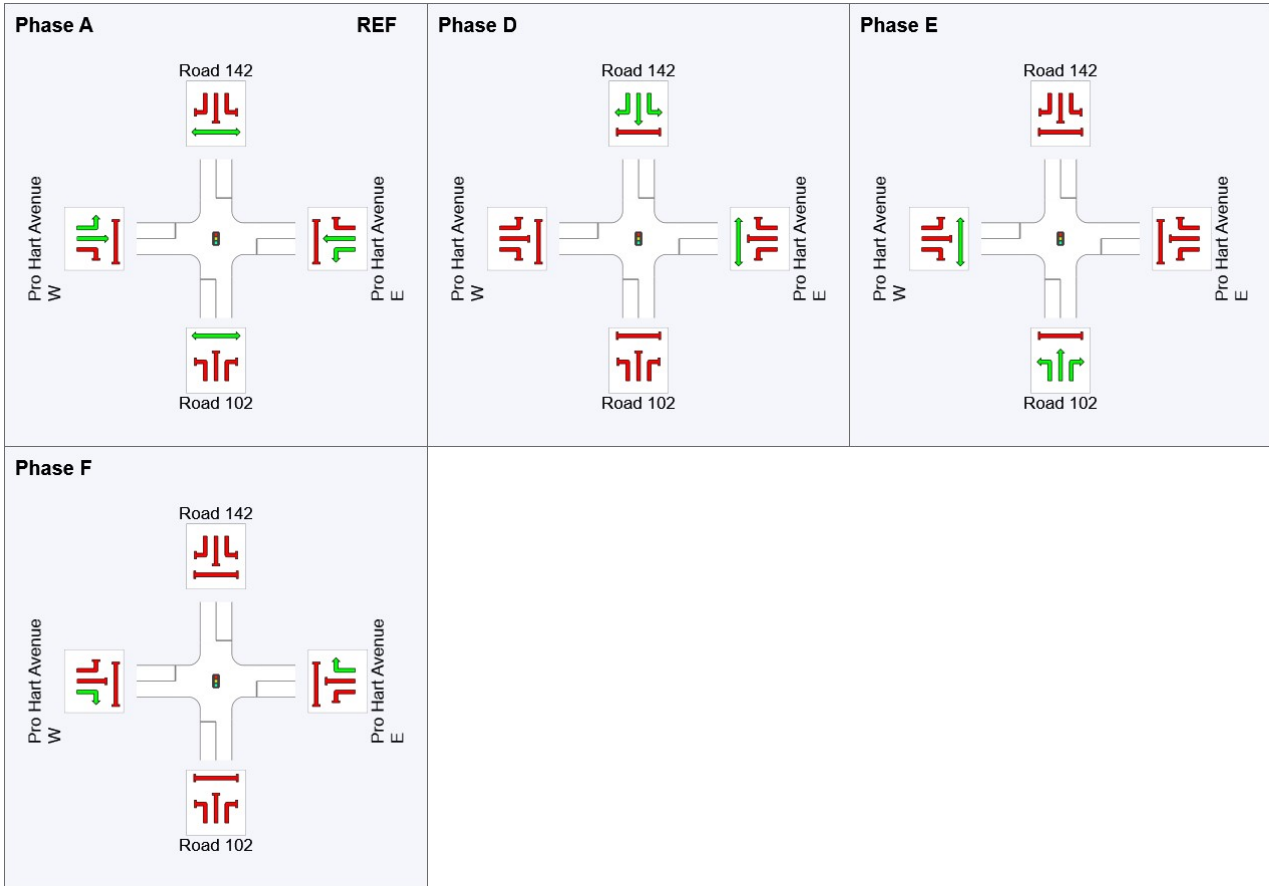 Phase A
REF
Road 142
Pro Hart Avenue
W
Pro Hart Avenue
E
Road 102
Phase D
Road 142
Pro Hart Avenue
W
Pro Hart Avenue
E
Road 102
Phase E
Road 142
Pro Hart Avenue
W
Pro Hart Avenue
E
Road 102
Phase F
Road 142
Pro Hart Avenue
W
Pro Hart Avenue
E
Road 102